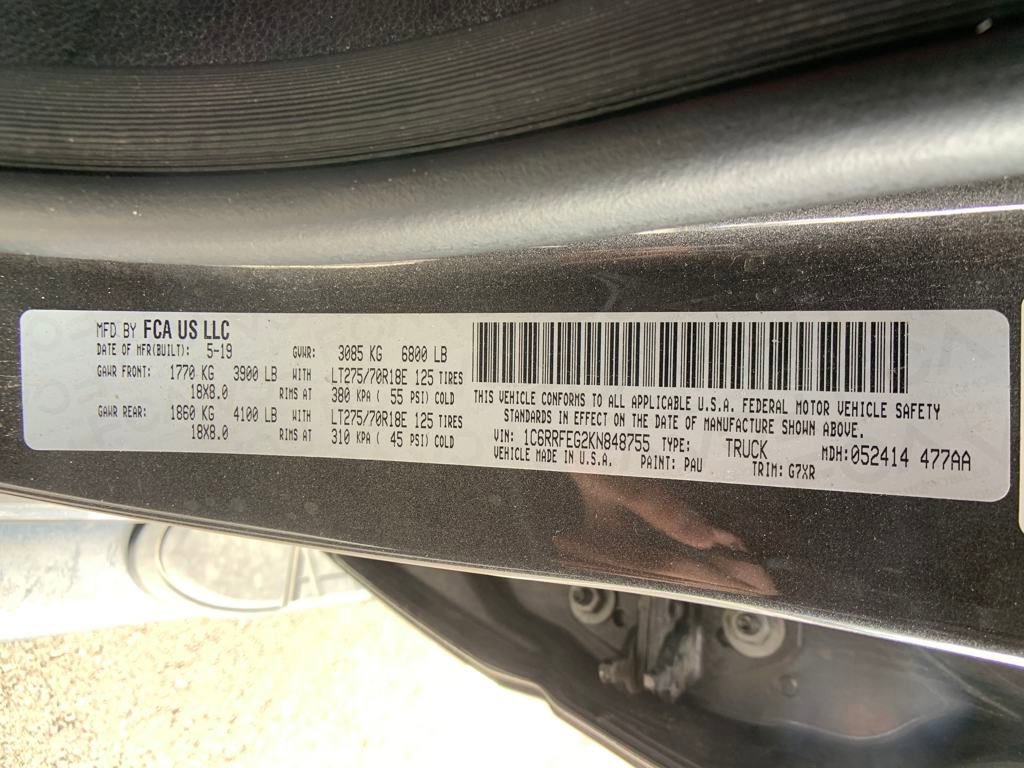 MFD BY FCA US LLC
DATE OF MFR(BUILT): 5-19 GVWR: 3085 KG 6800 LB
GAWR FRONT: 1770 KG 3900 LB WITH LT275/70R18E 125 TIRES
18X8.0 RIMS AT 380 KPA ( 55 PSI) COLD
GAWR REAR: 1860 KG 4100 LB WITH LT275/70R18E 125 TIRES
18X8.0 RIMS AT 310 KPA ( 45 PSI) COLD
THIS VEHICLE CONFORMS TO ALL APPLICABLE U.S.A. FEDERAL MOTOR VEHICLE SAFETY
STANDARDS IN EFFECT ON THE DATE OF MANUFACTURE SHOWN ABOVE.
VIN: 1C6RRFEG2KN848755 TYPE: TRUCK MDH:052414 477AA
VEHICLE MADE IN U.S.A. PAINT: PAU TRIM: G7XR